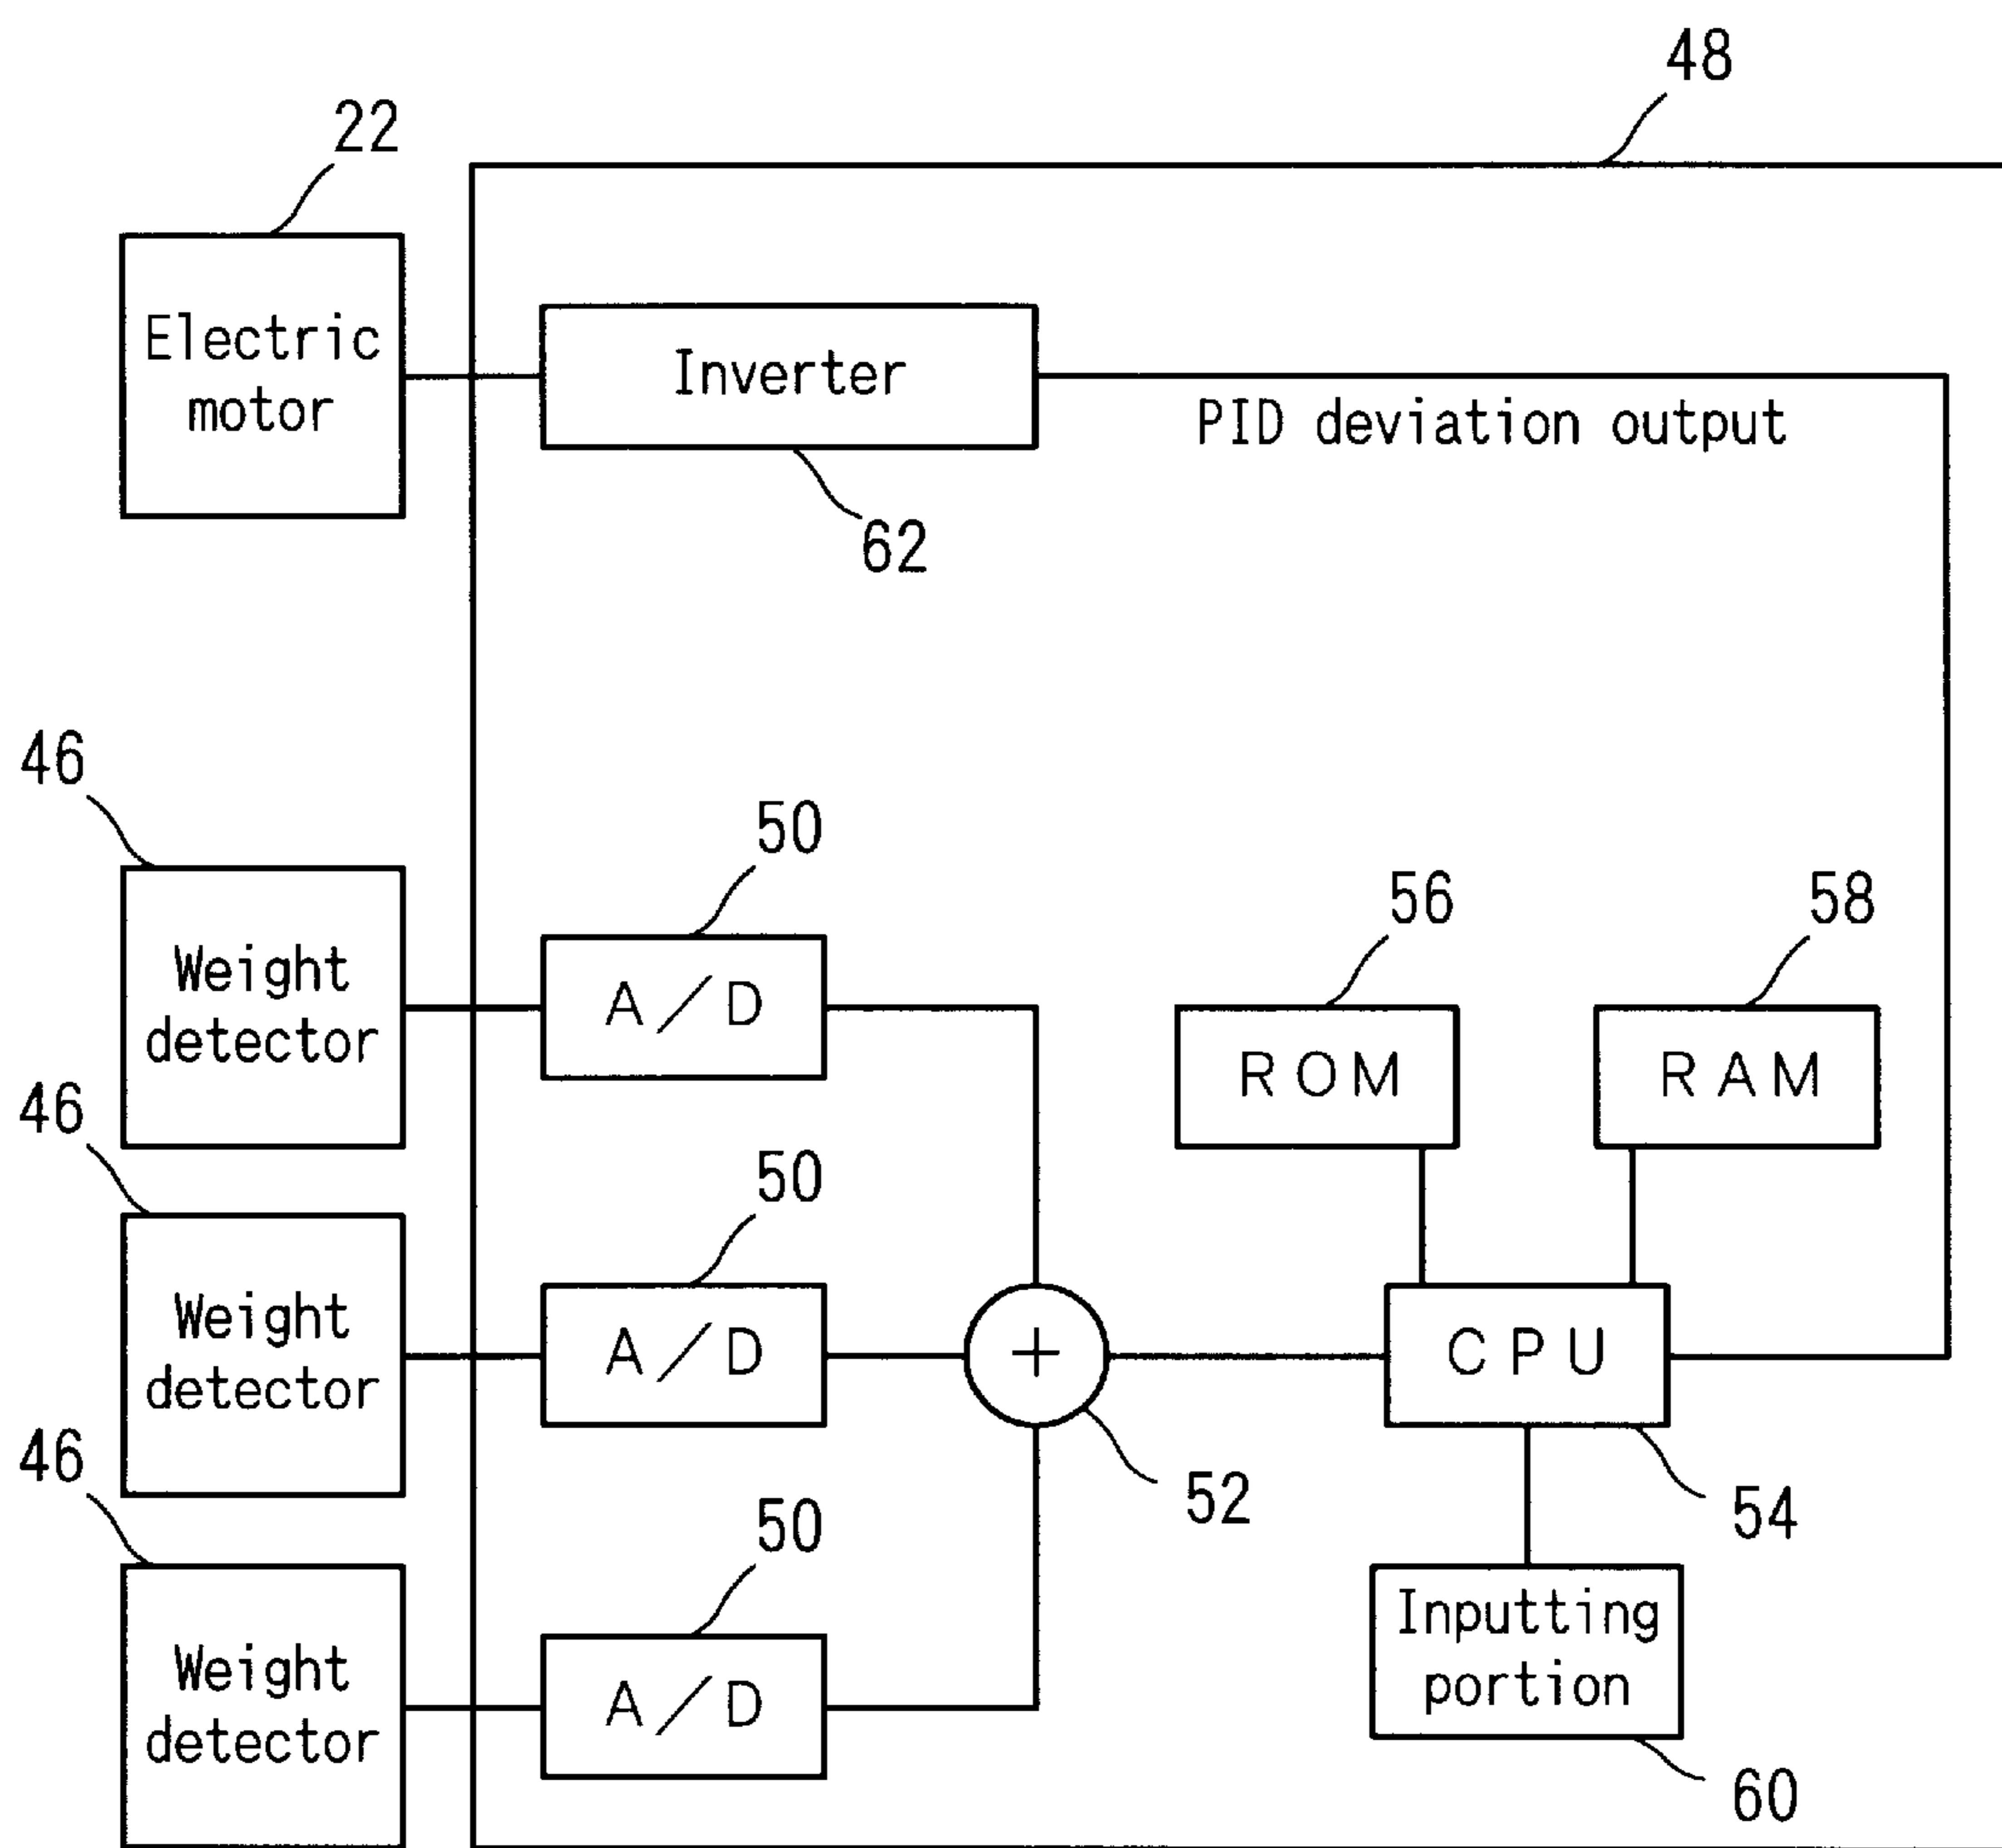 48
22
Electric
motor
Inverter
PID deviation output
62
46
50
56
58
Weight
detector
A/D
ROM
RAM
46
50
Weight
detector
A/D
+
CPU
46
50
52
54
Weight
detector
A/D
Inputting
portion
60